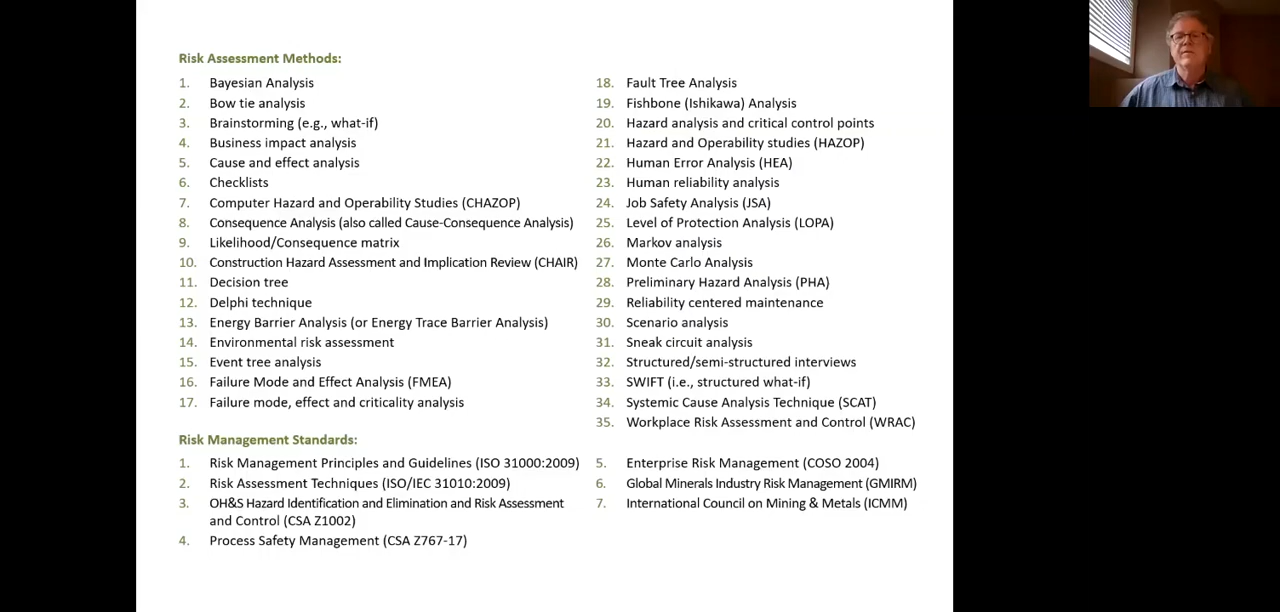 Risk Assessment Methods:
1. Bayesian Analysis
2. Bow tie analysis
3. Brainstorming (e.g., what-if)
4. Business impact analysis
5. Cause and effect analysis
6. Checklists
7. Computer Hazard and Operability Studies (CHAZOP)
8. Consequence Analysis (also called Cause-Consequence Analysis)
9. Likelihood/Consequence matrix
10. Construction Hazard Assessment and Implication Review (CHAIR)
11. Decision tree
12. Delphi technique
13. Energy Barrier Analysis (or Energy Trace Barrier Analysis)
14. Environmental risk assessment
15. Event tree analysis
16. Failure Mode and Effect Analysis (FMEA)
17. Failure mode, effect and criticality analysis
18. Fault Tree Analysis
19. Fishbone (Ishikawa) Analysis
20. Hazard analysis and critical control points
21. Hazard and Operability studies (HAZOP)
22. Human Error Analysis (HEA)
23. Human reliability analysis
24. Job Safety Analysis (JSA)
25. Level of Protection Analysis (LOPA)
26. Markov analysis
27. Monte Carlo Analysis
28. Preliminary Hazard Analysis (PHA)
29. Reliability centered maintenance
30. Scenario analysis
31. Sneak circuit analysis
32. Structured/semi-structured interviews
33. SWIFT (i.e., structured what-if)
34. Systemic Cause Analysis Technique (SCAT)
35. Workplace Risk Assessment and Control (WRAC)
Risk Management Standards:
1. Risk Management Principles and Guidelines (ISO 31000:2009)
2. Risk Assessment Techniques (ISO/IEC 31010:2009)
3. OH&S Hazard Identification and Elimination and Risk Assessment
and Control (CSA Z1002)
4. Process Safety Management (CSA Z767-17)
5. Enterprise Risk Management (COSO 2004)
6. Global Minerals Industry Risk Management (GMIRM)
7. International Council on Mining & Metals (ICMM)